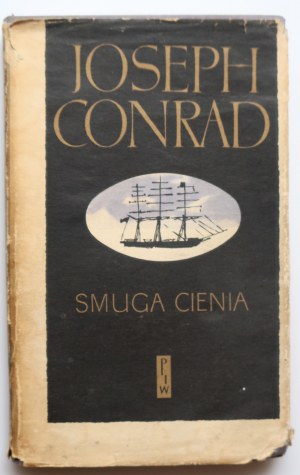 JOSEPH
CONRAD
SMUGA CIENIA
PIW